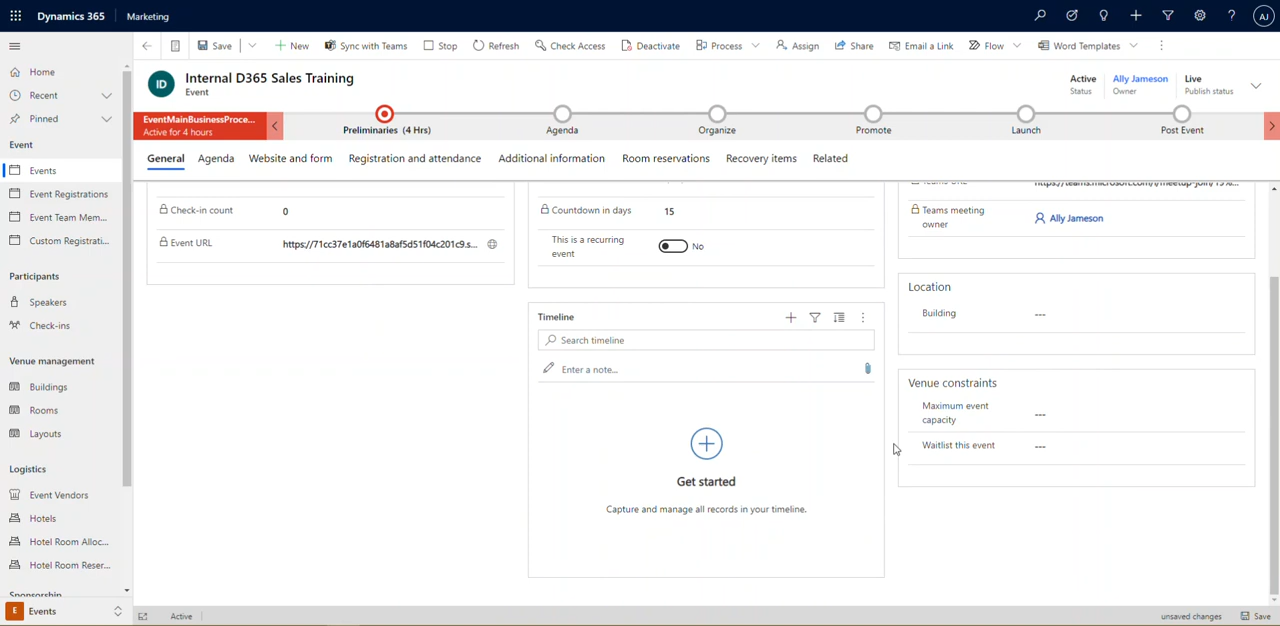 Dynamics 365 Marketing AJ
Save New Sync with Teams Stop Refresh Check Access Deactivate Process Assign Share Email a Link Flow Word Templates
Home
Recent
Pinned
Event
Events
Event Registrations
Event Team Mem...
Custom Registrati...
Participants
Speakers
Check-ins
Venue management
Buildings
Rooms
Layouts
Logistics
Event Vendors
Hotels
Hotel Room Alloc...
Hotel Room Reser...
Sponsorship
E Events
ID Internal D365 Sales Training
Event
Active
Status
Ally Jameson
Owner
Live
Publish status
EventMainBusinessProce...
Active for 4 hours
Preliminaries (4 Hrs) Agenda Organize Promote Launch Post Event
General Agenda Website and form Registration and attendance Additional information Room reservations Recovery items Related
Check-in count 0
Event URL https://71cc37e1a0f6481a8af5d51f04c201c9.s...
Countdown in days 15
This is a recurring
event
No
Timeline
Search timeline
Enter a note...
Get started
Capture and manage all records in your timeline.
Teams meeting
owner
Ally Jameson
Location
Building ---
Venue constraints
Maximum event
capacity
---
Waitlist this event ---
Active
unsaved changes Save